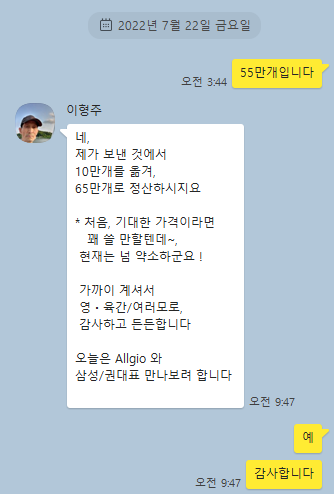 2022년 7월 22일 금요일
오전 3:44
55만개입니다
이형주
네,
제가 보낸 것에서
10만개를 옮겨,
65만개로 정산하시지요
* 처음, 기대한 가격이라면
꽤 쓸 만할텐데~,
현재는 넘 약소하군요 !
가까이 계셔서
영·육간/여러모로,
감사하고 든든합니다
오늘은 Allgio 와
삼성/권대표 만나보려 합니다
오전 9:47
예
오전 9:47
감사합니다